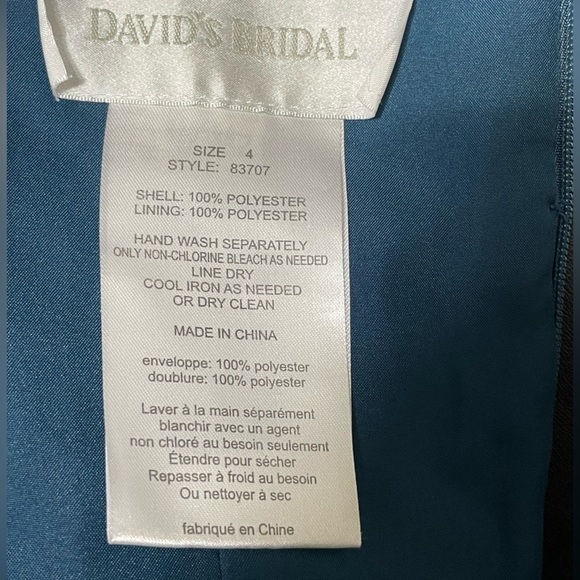 DAVID'S BRIDAL
SIZE 4
STYLE: 83707
SHELL: 100% POLYESTER
LINING: 100% POLYESTER
HAND WASH SEPARATELY
ONLY NON-CHLORINE BLEACH AS NEEDED
LINE DRY
COOL IRON AS NEEDED
OR DRY CLEAN
MADE IN CHINA
enveloppe: 100% polyester
doublure: 100% polyester
Laver à la main séparément
blanchir avec un agent
non chloré au besoin seulement
Étendre pour sécher
Repasser à froid au besoin
Ou nettoyer à sec
fabriqué en Chine